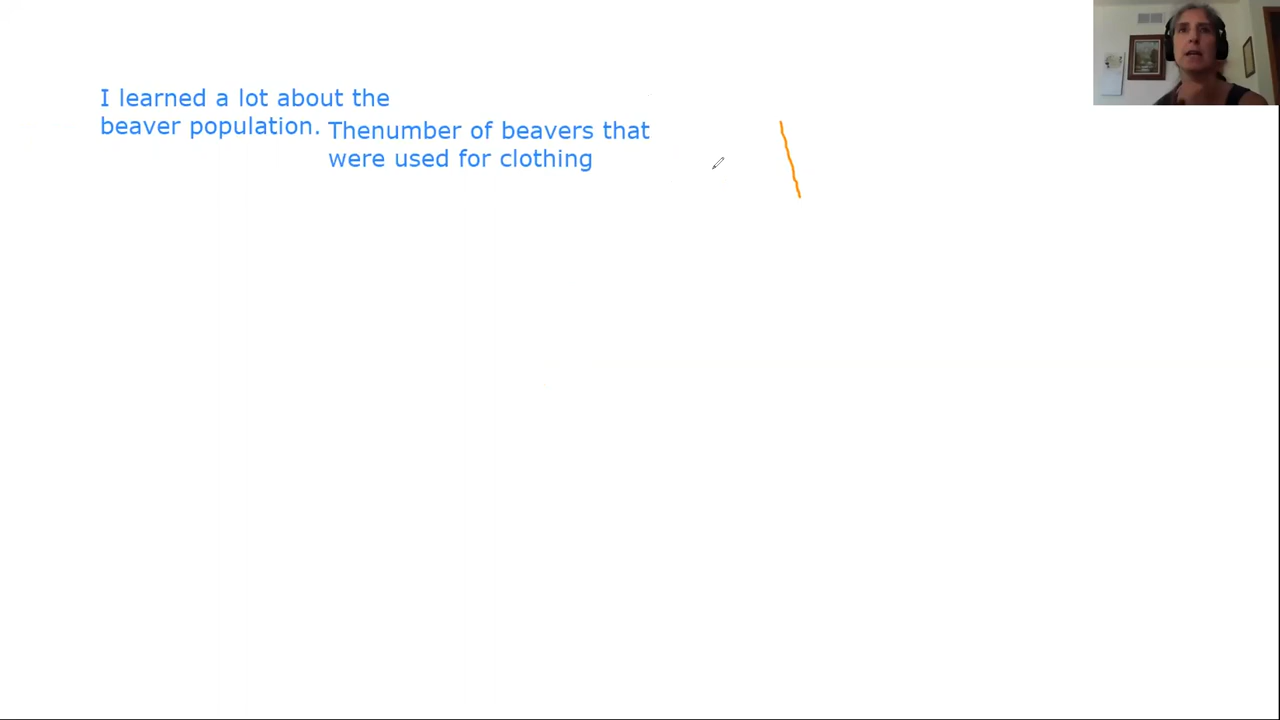 I learned a lot about the
beaver population.
Thenumber of beavers that
were used for clothing